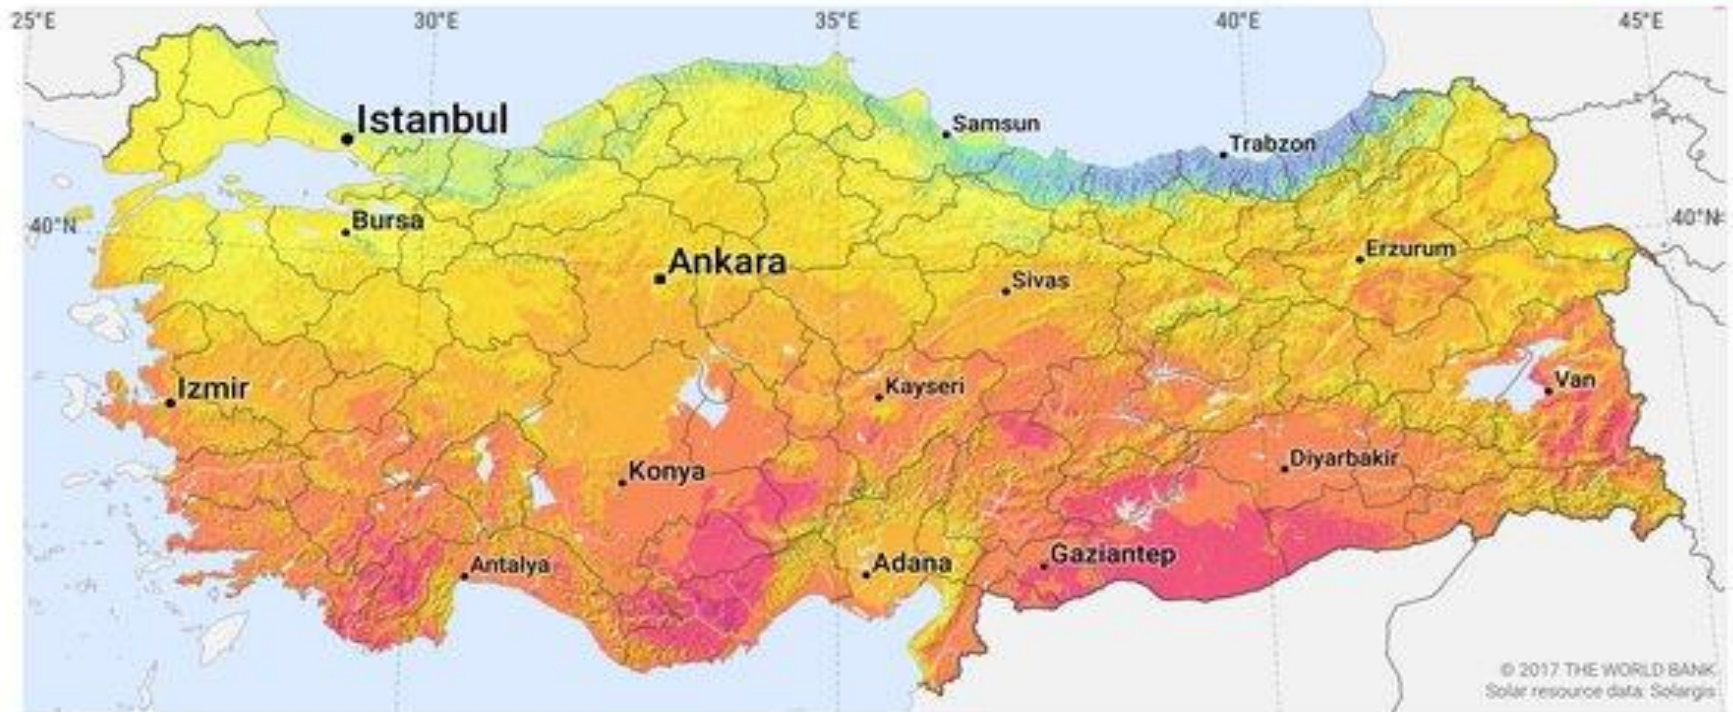 25°E 30°E 35°E 40°E 45°E
Istanbul
Samsun
Trabzon
40°N
Bursa
40°N
Ankara
Erzurum
Sivas
Izmir
Kayseri
Van
Konya
Diyarbakir
Antalya
Adana
Gaziantep
© 2017 THE WORLD BANK
Solar resource data: Solargis